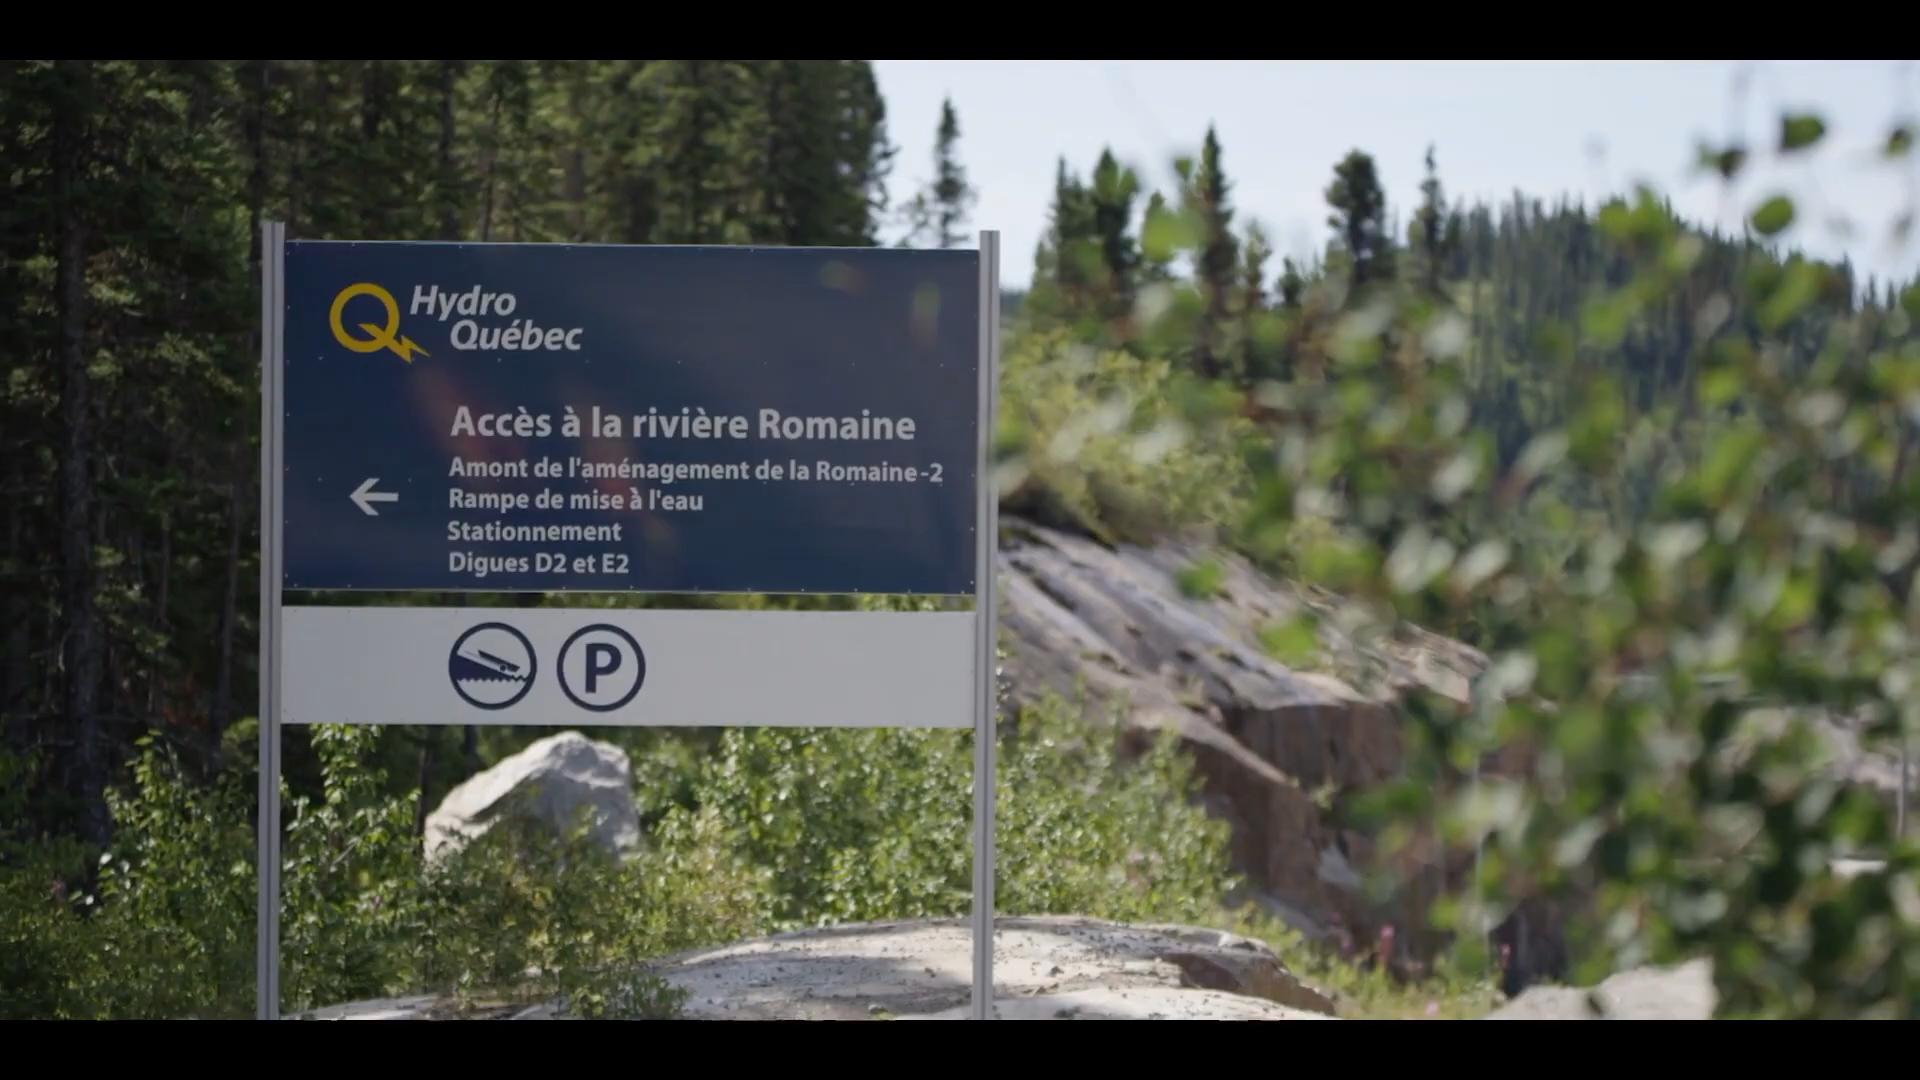 Hydro
Québec
Accès à la rivière Romaine
Amont de l'aménagement de la Romaine-2
Rampe de mise à l'eau
Stationnement
Digues D2 et E2
P